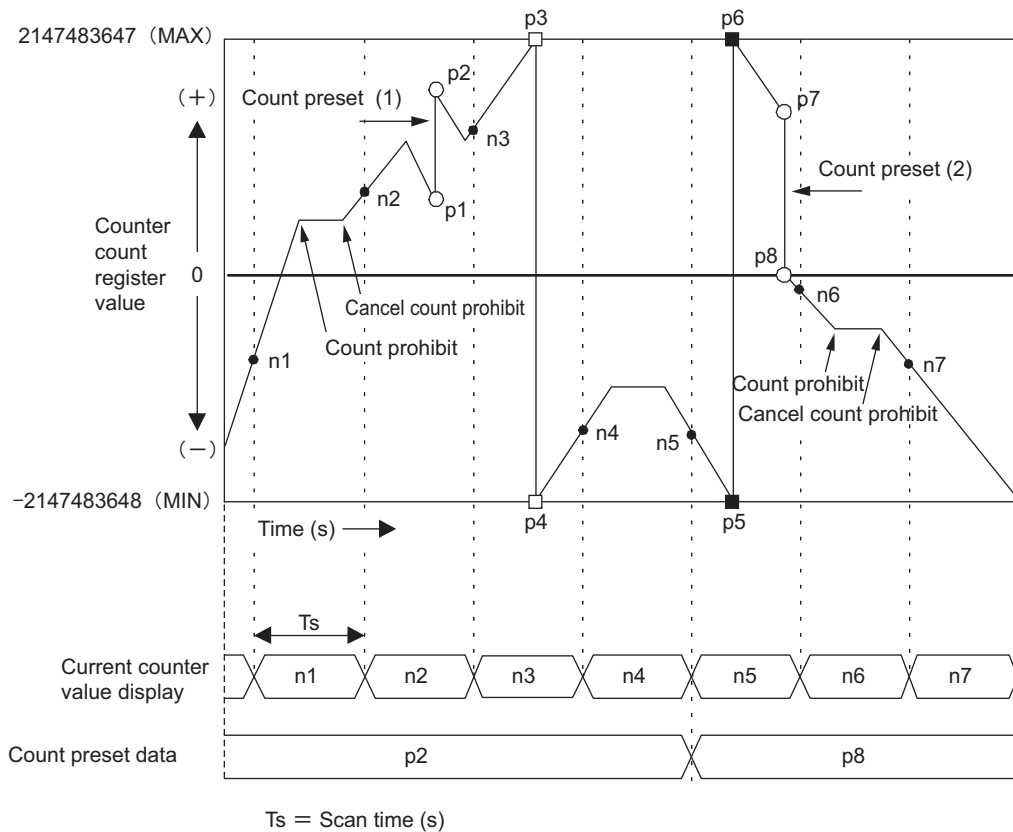 p3
p6
2147483647 (MAX)
p2
(+)
Count preset (1)
p7
n3
Count preset (2)
n2
p1
Counter
count
register
value
0
p8
n6
Cancel count prohibit
Count prohibit
n1
n7
Count prohibit
Cancel count prohibit
n4
n5
(−)
−2147483648 (MIN)
p4
p5
Time (s)
Ts
Current counter
value display
n1
n2
n3
n4
n5
n6
n7
Count preset data
p2
p8
Ts = Scan time (s)